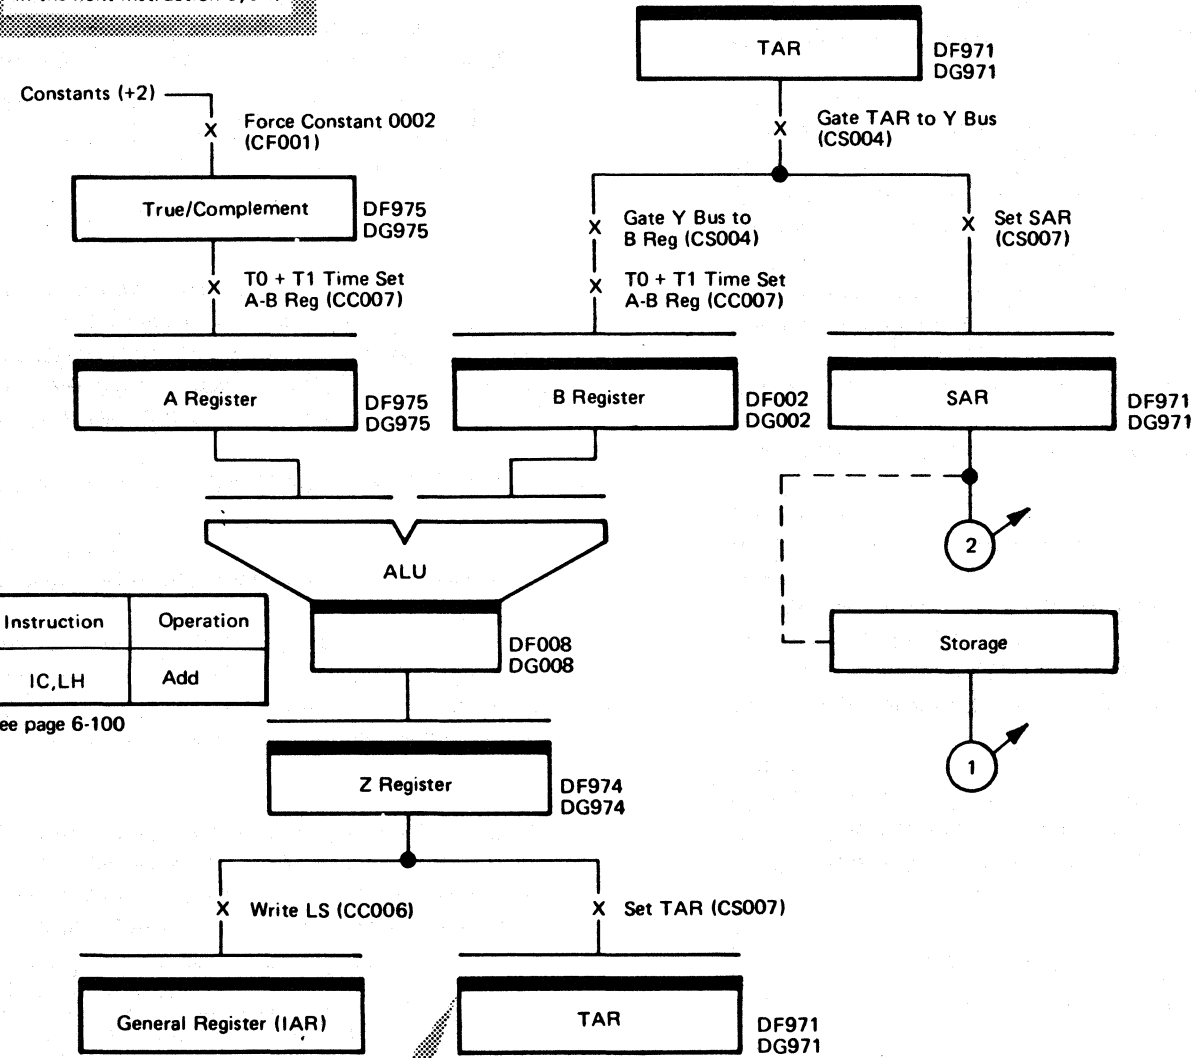 TAR
DF971
DG971
Constants (+2)
Force Constant 0002
(CF001)
Gate TAR to Y Bus
(CS004)
True/Complement
DF975
DG975
Gate Y Bus to
B Reg (CS004)
Set SAR
(CS007)
T0 + T1 Time Set
A-B Reg (CC007)
T0 + T1 Time Set
A-B Reg (CC007)
A Register
DF975
DG975
B Register
DF002
DG002
SAR
DF971
DG971
2
ALU
Instruction
Operation
IC,LH
Add
DF008
DG008
Storage
page 6-100
1
Z Register
DF974
DG974
Write LS (CC006)
Set TAR (CS007)
General Register (IAR)
TAR
DF971
DG971